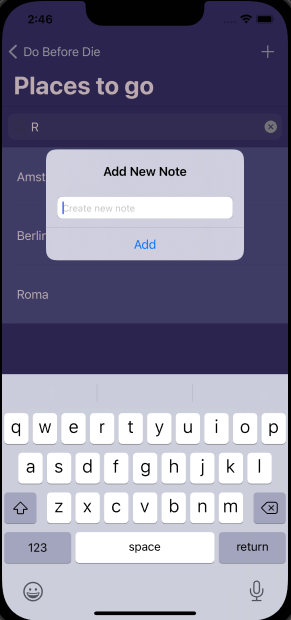 2:46
Do Before Die
Places to go
R
Amst
Add New Note
Create new note
Berlin
Add
Roma
q w e r t y u i o p
a s d f g h j k l
z x c v b n m
123 space return